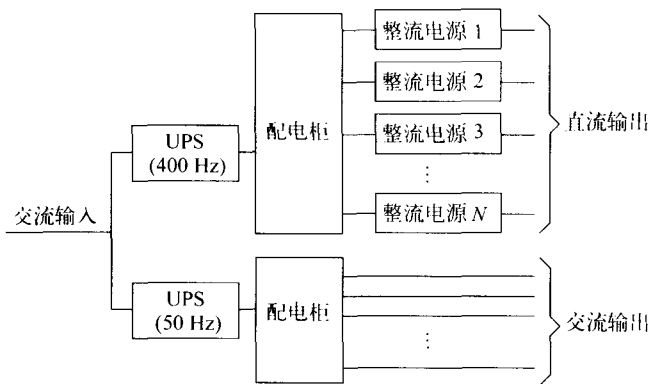 交流输入
UPS
(400 Hz)
配电柜
整流电源 1
整流电源 2
整流电源 3
⋮
整流电源 N
直流输出
UPS
(50 Hz)
配电柜
⋮
交流输出